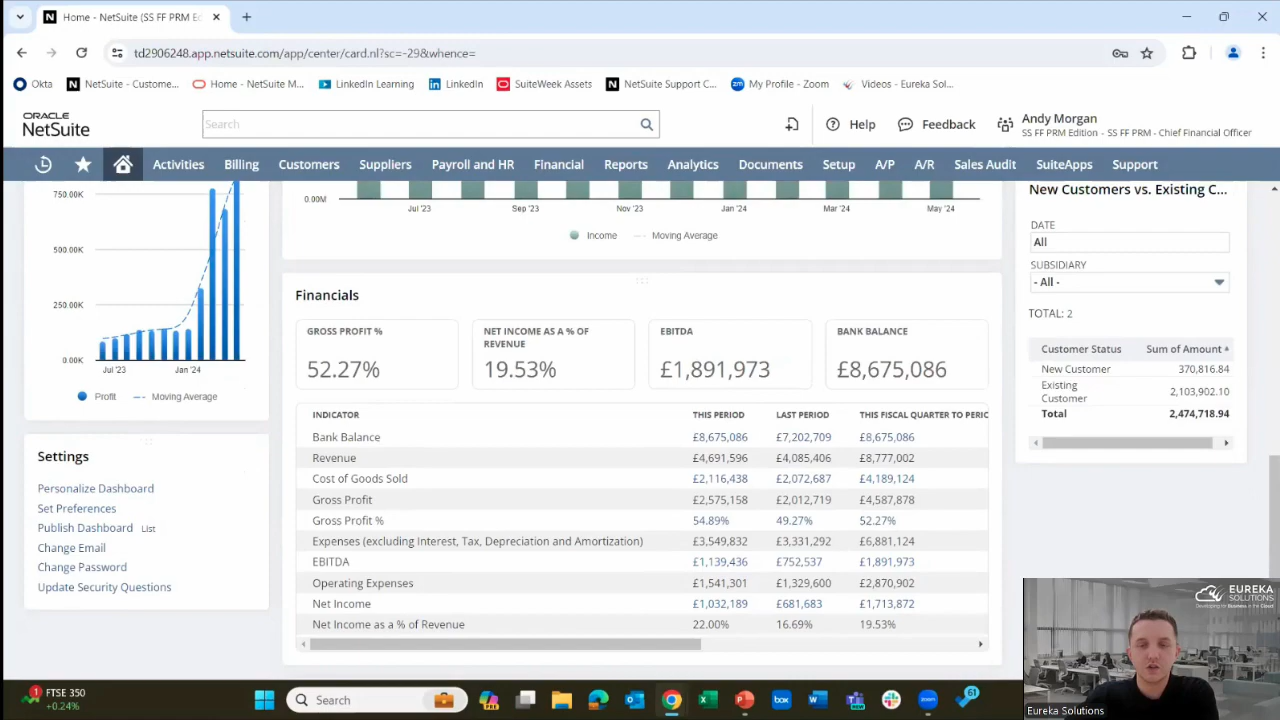 Home - NetSuite (SS FF PRM E
td2906248.app.netsuite.com/app/center/card.nl?sc=-29&whence=
Okta
NetSuite - Custome...
Home - NetSuite M...
LinkedIn Learning
LinkedIn
SuiteWeek Assets
NetSuite Support C...
My Profile - Zoom
Videos - Eureka Sol...
ORACLE
NetSuite
Search
Help
Feedback
Andy Morgan
SS FF PRM Edition - SS FF PRM - Chief Financial Officer
Activities
Billing
Customers
Suppliers
Payroll and HR
Financial
Reports
Analytics
Documents
Setup
A/P
A/R
Sales Audit
SuiteApps
Support
750.00K
500.00K
250.00K
0.00K
Jul '23
Jan '24
Profit
Moving Average
Settings
Personalize Dashboard
Set Preferences
Publish Dashboard List
Change Email
Change Password
Update Security Questions
0.00M
Jul '23 Sep '23 Nov '23 Jan '24 Mar '24 May '24
Income
Moving Average
Financials
GROSS PROFIT %
52.27%
NET INCOME AS A % OF
REVENUE
19.53%
EBITDA
£1,891,973
BANK BALANCE
£8,675,086
INDICATOR THIS PERIOD LAST PERIOD THIS FISCAL QUARTER TO PERIO
Bank Balance £8,675,086 £7,202,709 £8,675,086
Revenue £4,691,596 £4,085,406 £8,777,002
Cost of Goods Sold £2,116,438 £2,072,687 £4,189,124
Gross Profit £2,575,158 £2,012,719 £4,587,878
Gross Profit % 54.89% 49.27% 52.27%
Expenses (excluding Interest, Tax, Depreciation and Amortization) £3,549,832 £3,331,292 £6,881,124
EBITDA £1,139,436 £752,537 £1,891,973
Operating Expenses £1,541,301 £1,329,600 £2,870,902
Net Income £1,032,189 £681,683 £1,713,872
Net Income as a % of Revenue 22.00% 16.69% 19.53%
New Customers vs. Existing C...
DATE
All
SUBSIDIARY
- All -
TOTAL: 2
Customer Status Sum of Amount
New Customer 370,816.84
Existing
Customer 2,103,902.10
Total 2,474,718.94
EUREKA
SOLUTIONS
Developing for Business in the Cloud
Eureka Solutions
1
FTSE 350
+0.24%
Search
61